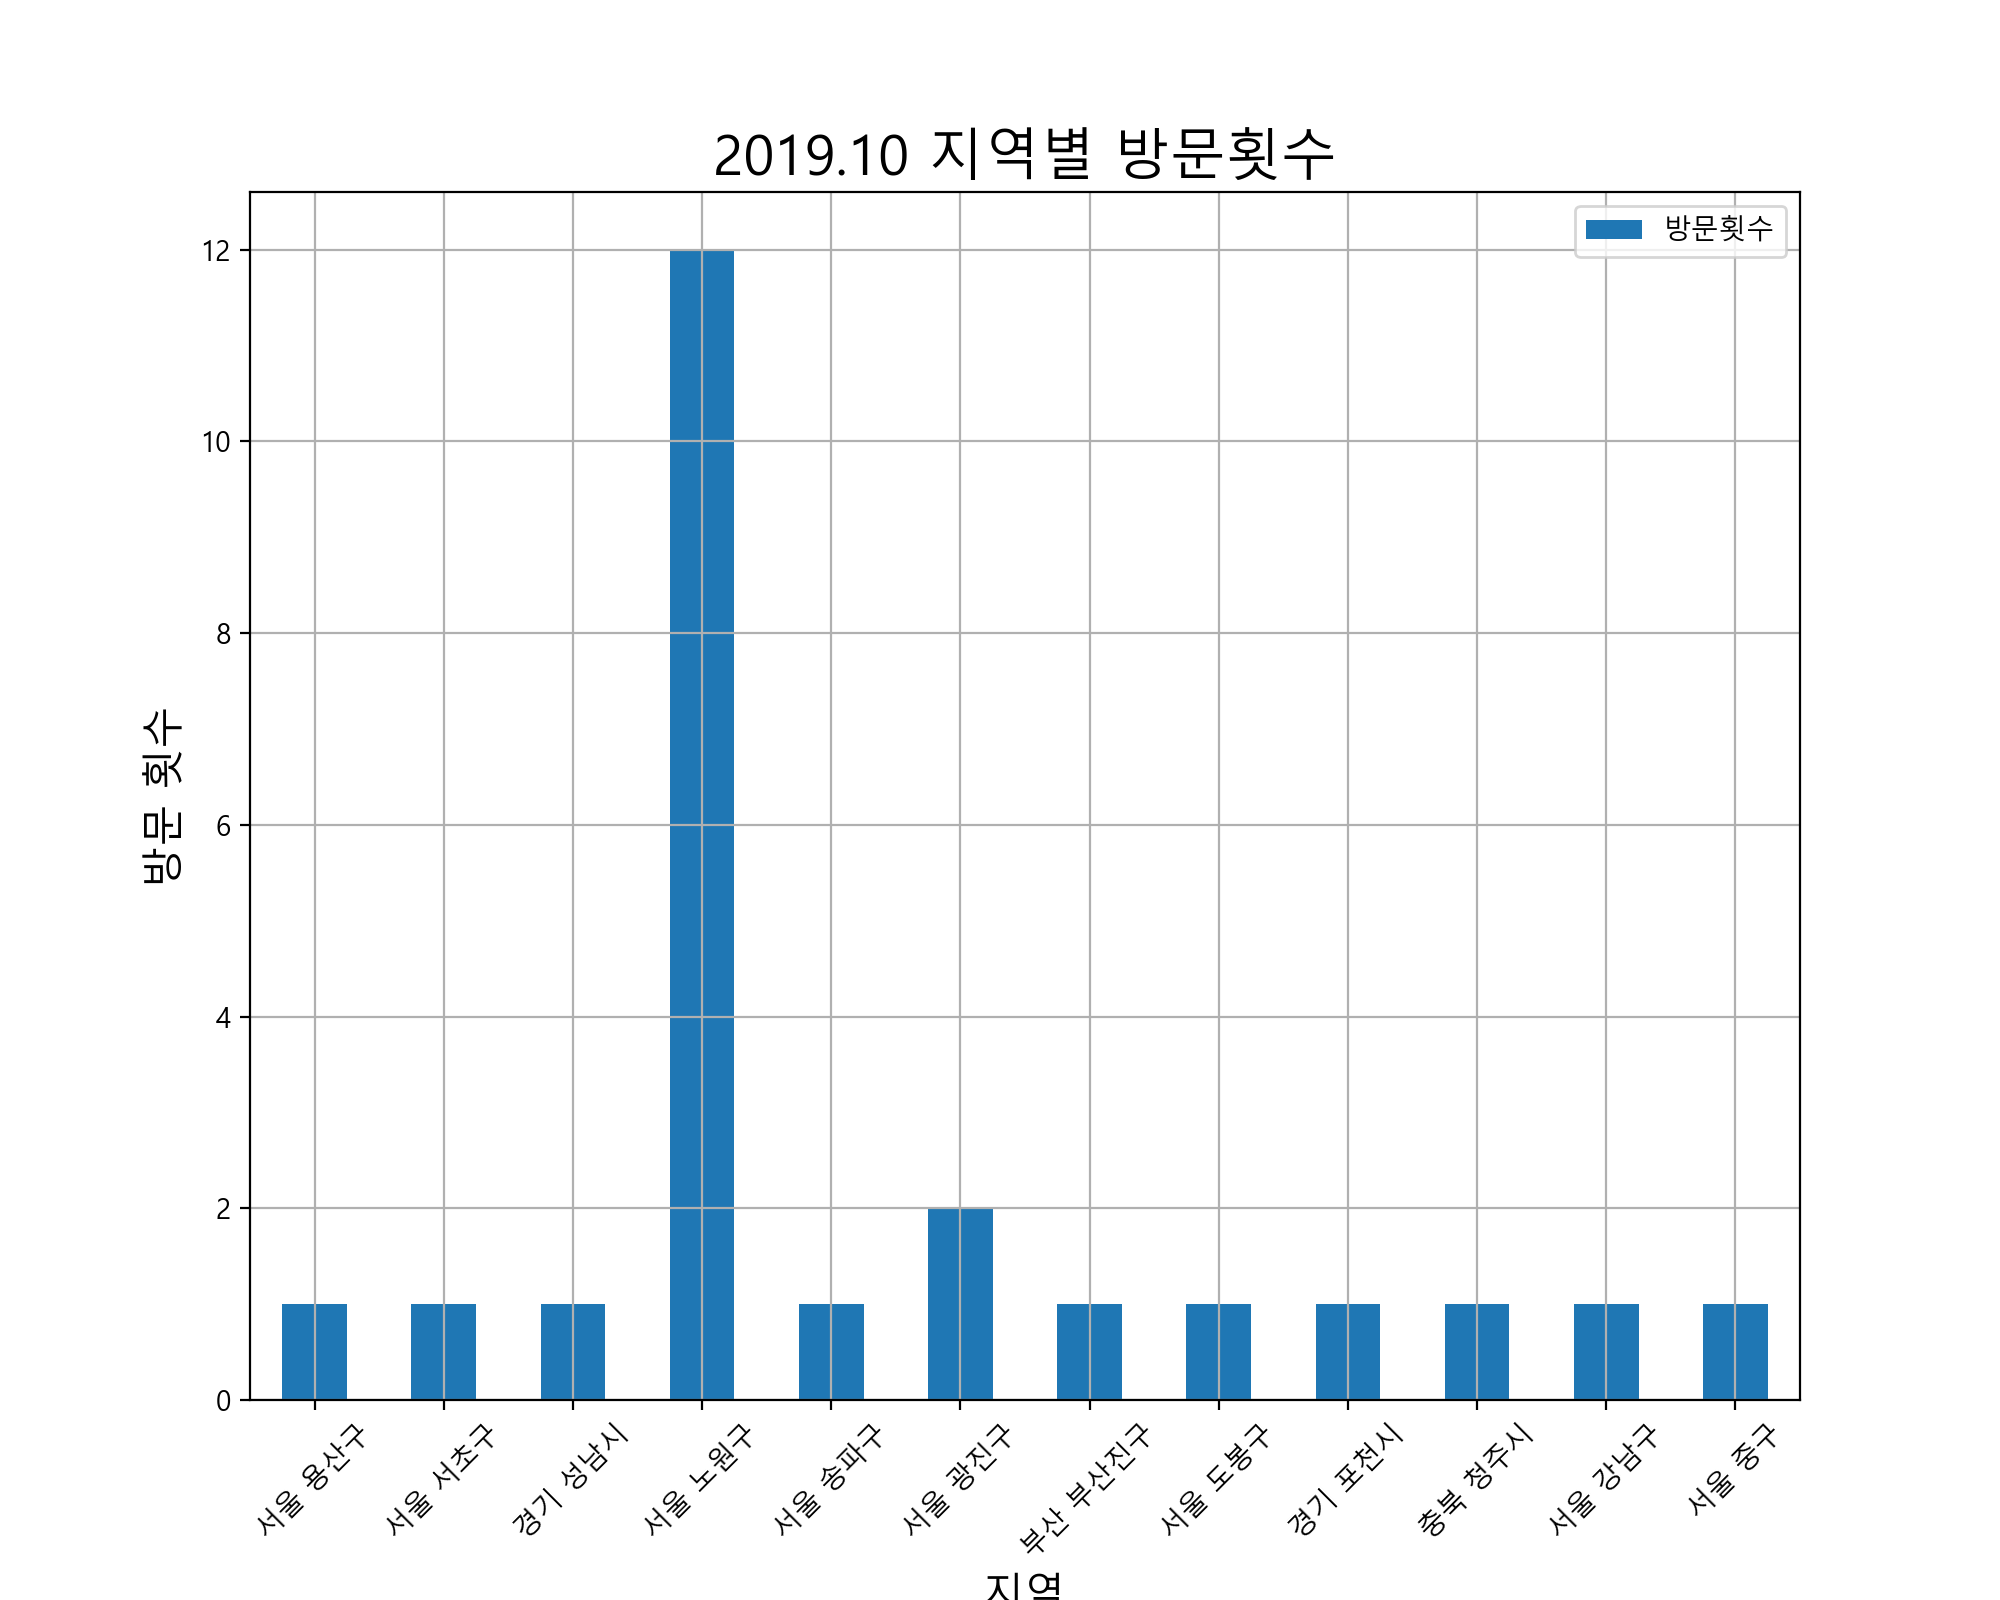 2019.10 지역별 방문횟수
방문횟수
방문 횟수
12
10
8
6
4
2
0
서울 용산구
서울 서초구
경기 성남시
서울 노원구
서울 송파구
서울 광진구
부산 부산진구
서울 도봉구
경기 포천시
충북 청주시
서울 강남구
서울 중구
지역